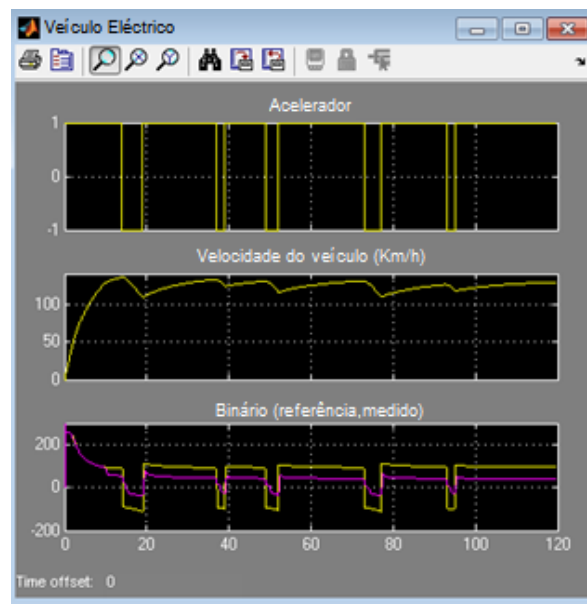 Veículo Eléctrico
Acelerador
1
0
-1
Velocidade do veículo (Km/h)
100
50
0
Binário (referência,medido)
200
0
-200
0 20 40 60 80 100 120
Time offset: 0